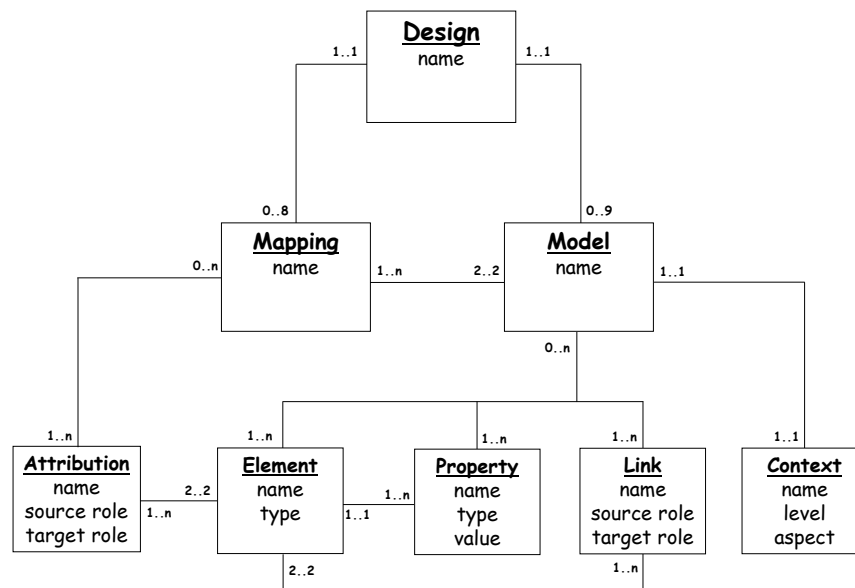 Design
name
1..1
1..1
0..8
0..9
Mapping
name
Model
name
0..n
1..n
2..2
1..1
0..n
1..n
1..n
1..n
1..n
1..1
Attribution
name
source role
target role
Element
name
type
Property
name
type
value
Link
name
source role
target role
Context
name
level
aspect
2..2
1..n
1..n
1..1
2..2
1..n